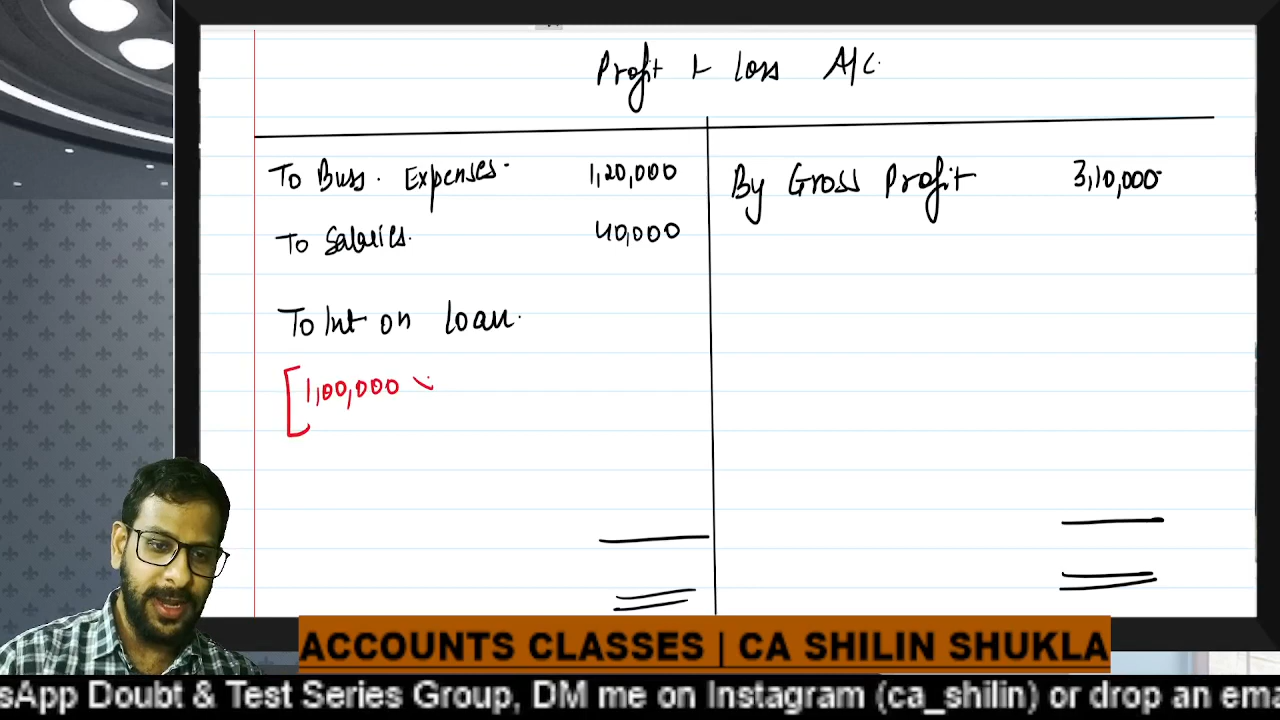 Profit & Loss A/C.
To Buss. Expenses. 1,20,000
By Gross Profit 3,10,000
To Salaries. 40,000
To Int on Loan.
[1,00,000
ACCOUNTS CLASSES | CA SHILIN SHUKLA
sApp Doubt & Test Series Group, DM me on Instagram (ca_shilin) or drop an ema